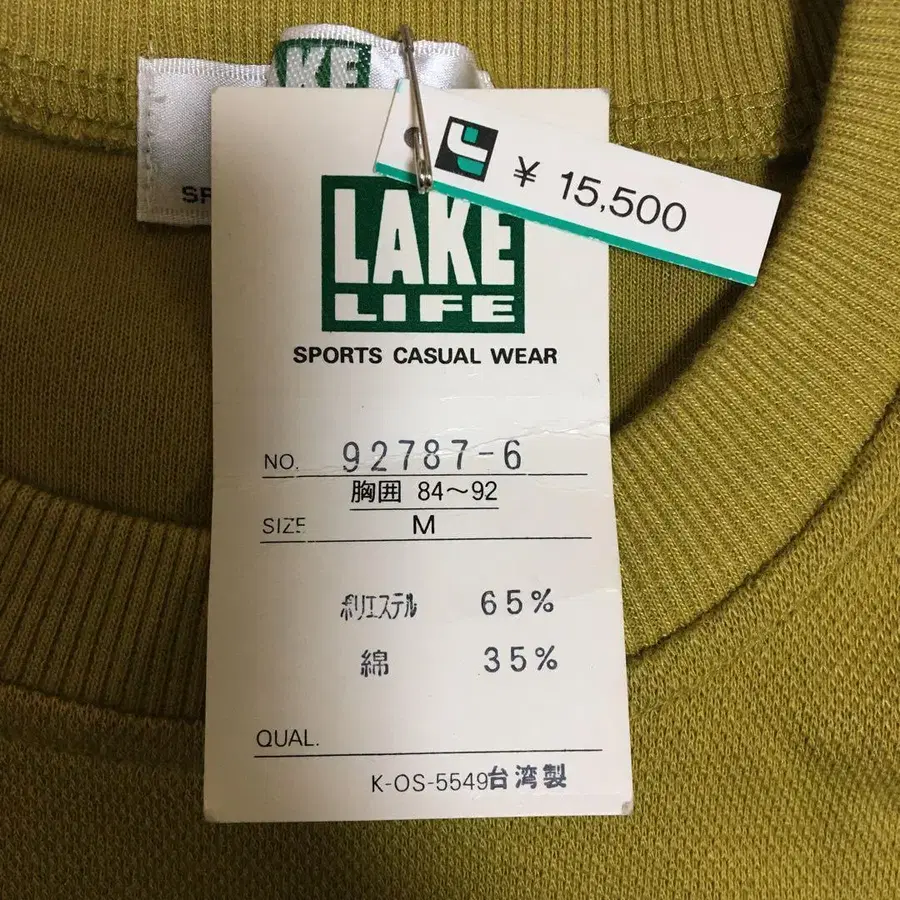 KE
SP
¥ 15,500
LAKE
LIFE
SPORTS CASUAL WEAR
NO. 92787-6
胸囲 84〜92
SIZE M
ポリエステル 65%
綿 35%
QUAL.
K-OS-5549台湾製